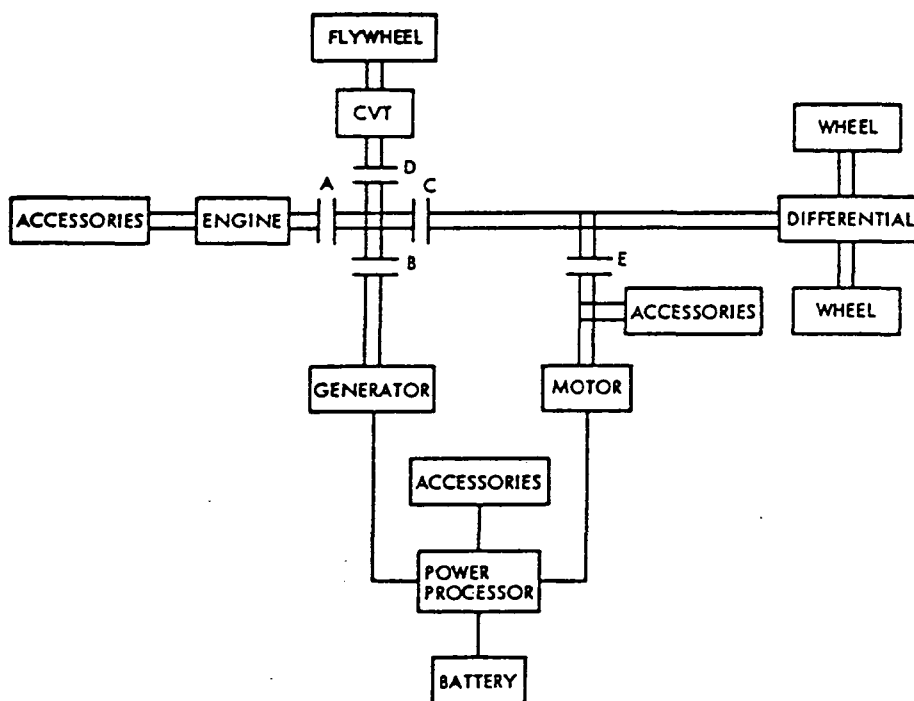 FLYWHEEL
CVT
D
A
C
WHEEL
ACCESSORIES
ENGINE
DIFFERENTIAL
B
E
ACCESSORIES
WHEEL
GENERATOR
MOTOR
ACCESSORIES
POWER
PROCESSOR
BATTERY